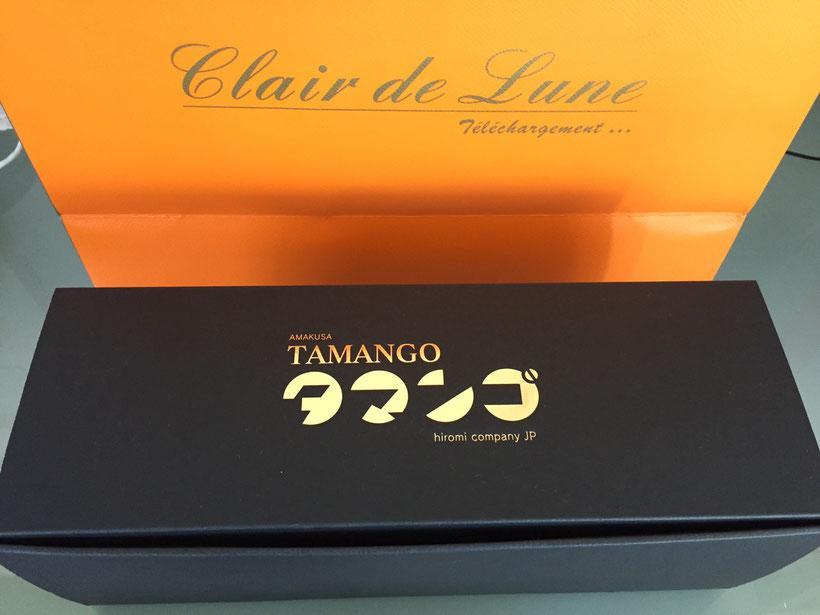 Clair de Lune
Téléchargement ...
AMAKUSA
TAMANGO
タマンゴ
hiromi company JP